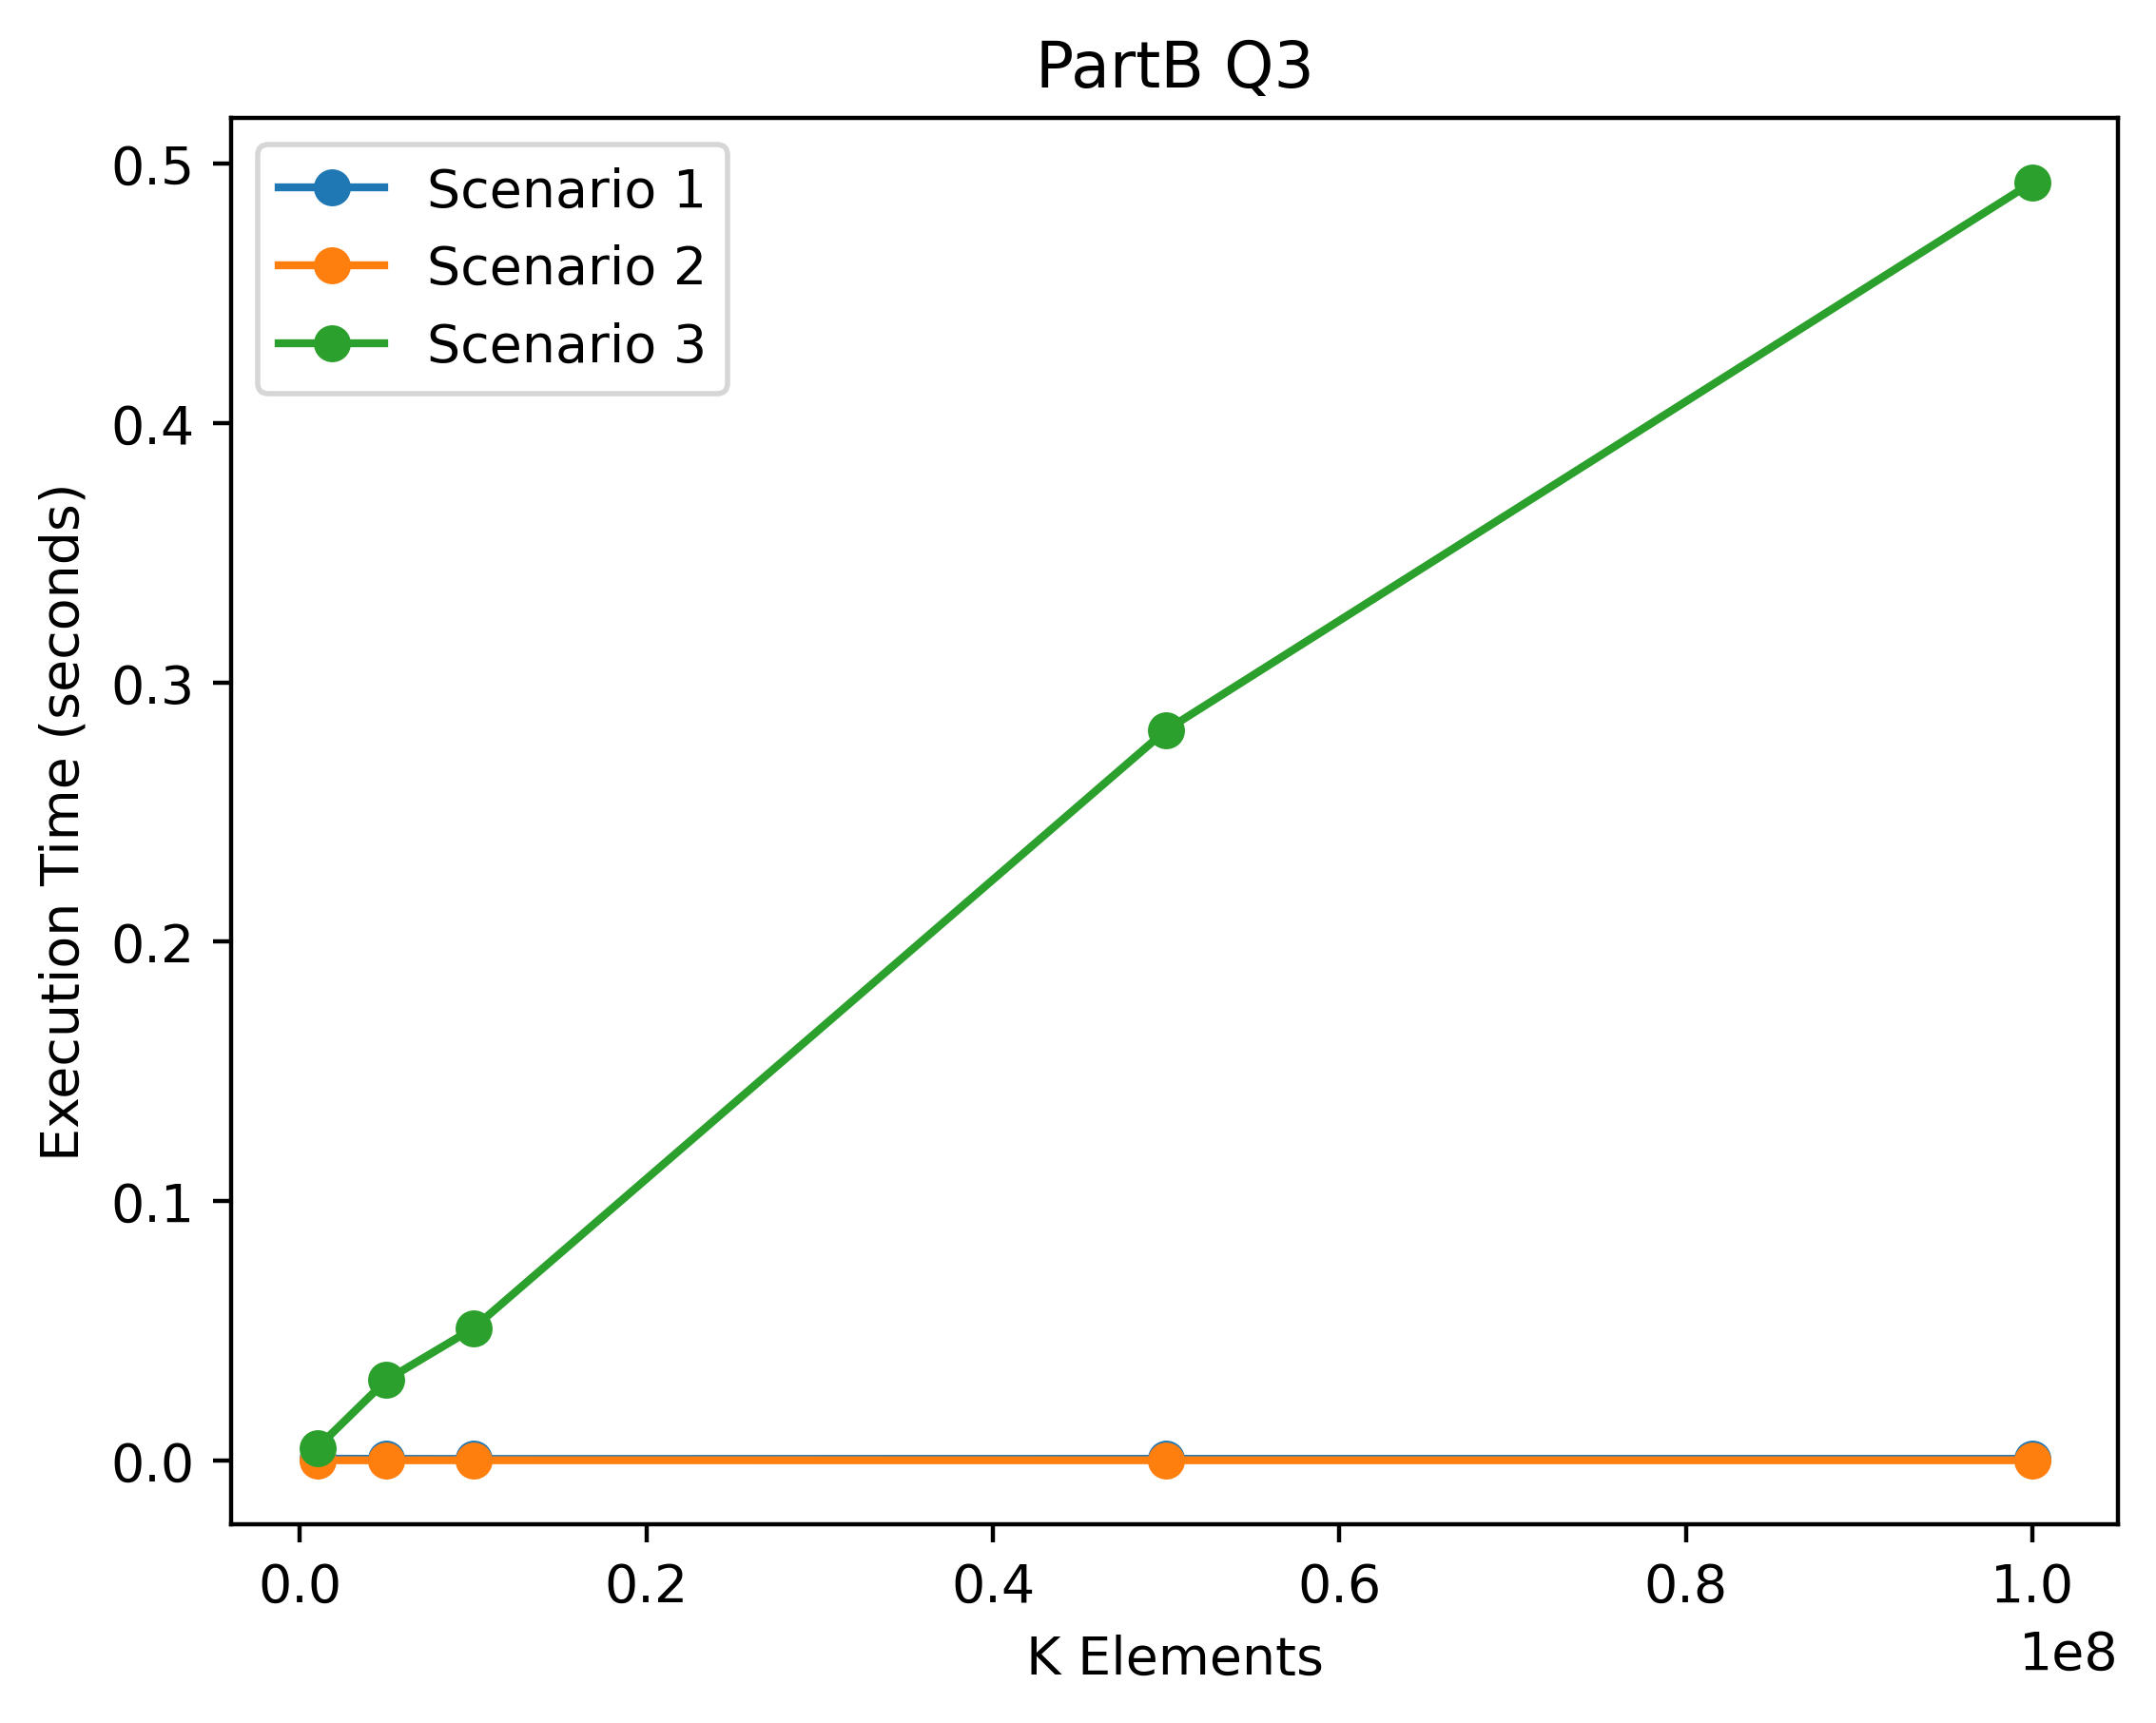 PartB Q3
Scenario 1
Scenario 2
Scenario 3
Execution Time (seconds)
0.5
0.4
0.3
0.2
0.1
0.0
0.0 0.2 0.4 0.6 0.8 1.0
1e8
K Elements